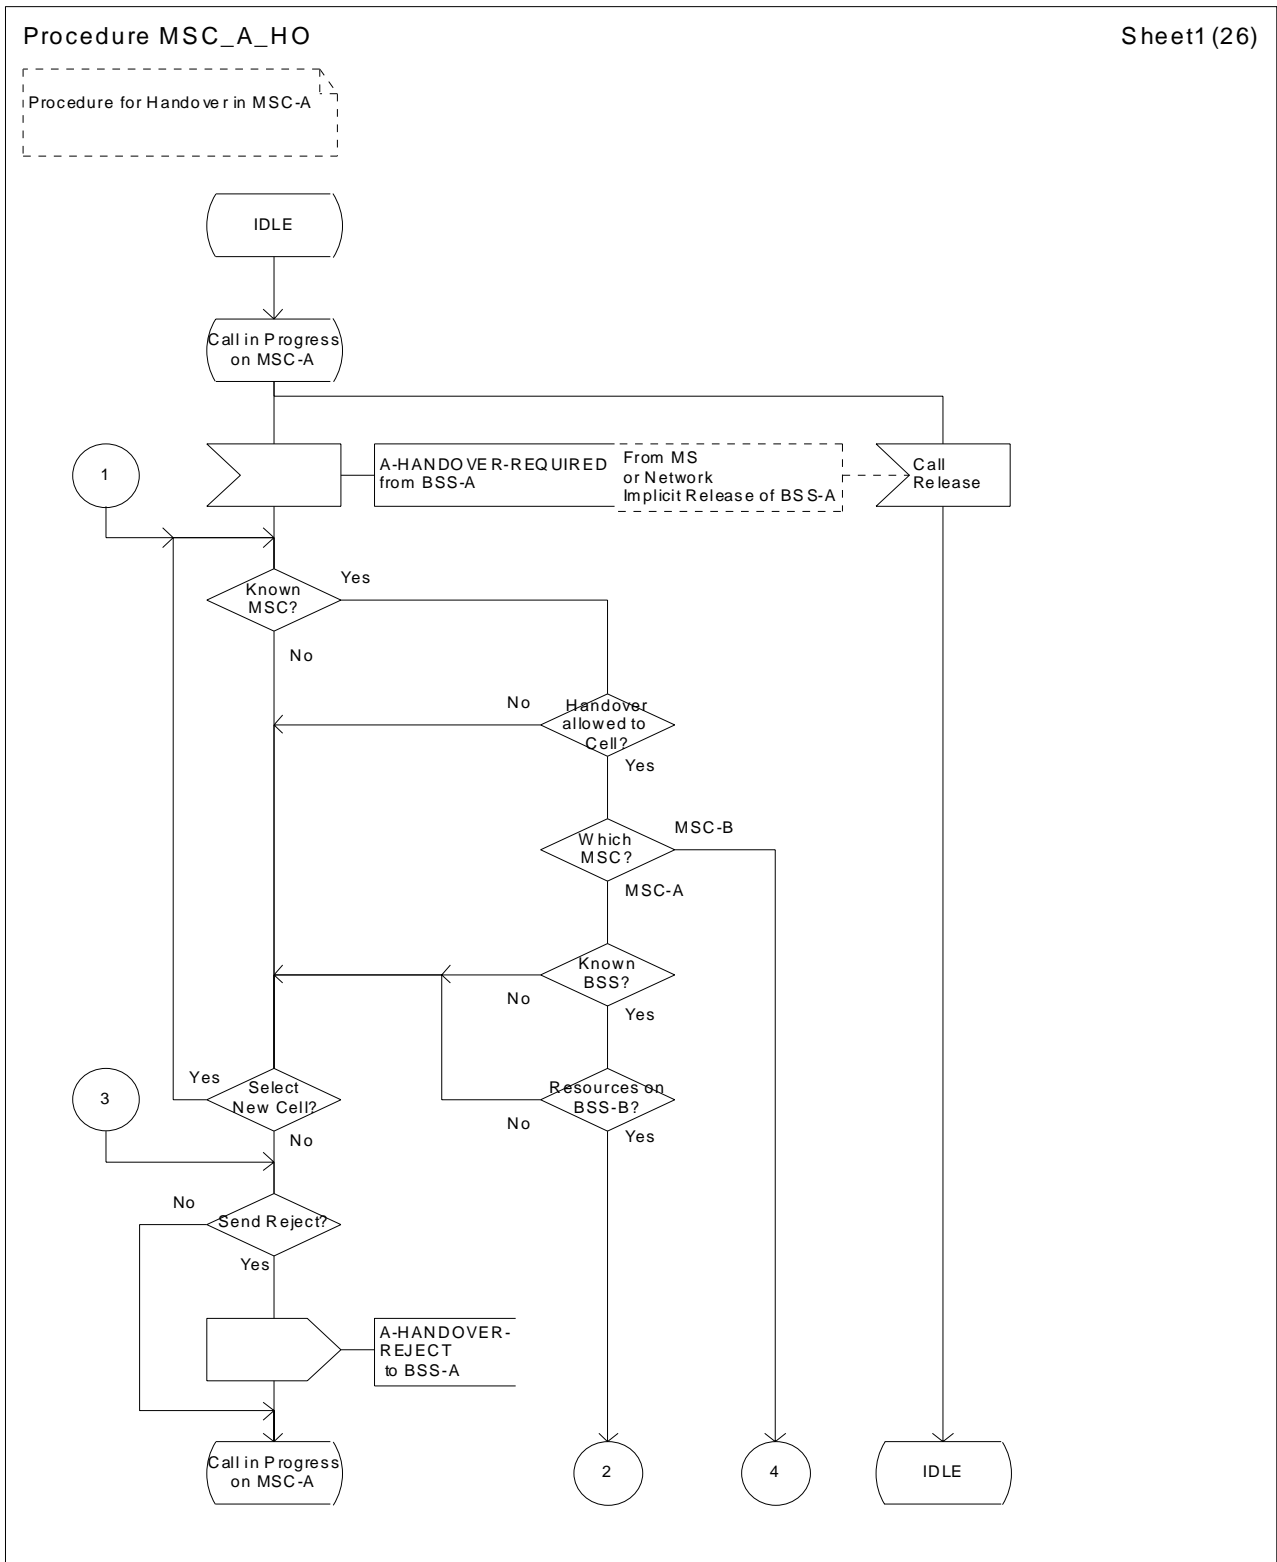 Procedure MSC_A_HO
Sheet1 (26)
Procedure for Handover in MSC-A
IDLE
Call in Progress
on MSC-A
1
A-HANDOVER-REQUIRED
from BSS-A
From MS
or Network
Implicit Release of BSS-A
Call
Release
Known
MSC?
Yes
No
Handover
allowed to
Cell?
No
Yes
Which
MSC?
MSC-B
MSC-A
Known
BSS?
No
Yes
3
Yes
Select
New Cell?
No
Resources on
BSS-B?
No
Yes
No
Send Reject?
Yes
A-HANDOVER-
REJECT
to BSS-A
Call in Progress
on MSC-A
2
4
IDLE